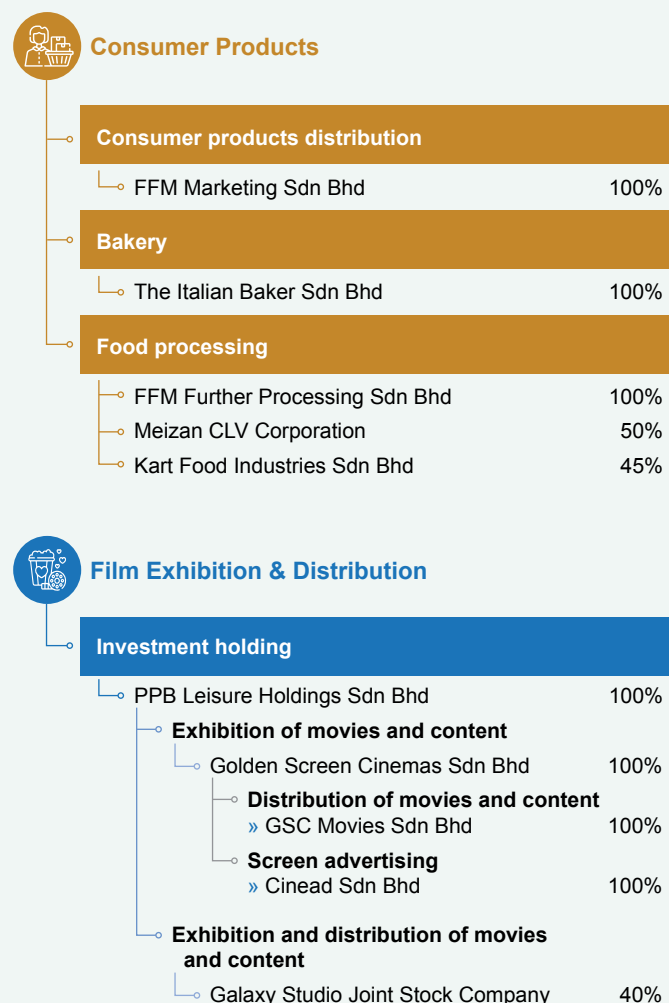 Consumer Products
Consumer products distribution
FFM Marketing Sdn Bhd 100%
Bakery
The Italian Baker Sdn Bhd 100%
Food processing
FFM Further Processing Sdn Bhd 100%
Meizan CLV Corporation 50%
Kart Food Industries Sdn Bhd 45%
Film Exhibition & Distribution
Investment holding
PPB Leisure Holdings Sdn Bhd 100%
Exhibition of movies and content
Golden Screen Cinemas Sdn Bhd 100%
Distribution of movies and content
» GSC Movies Sdn Bhd 100%
Screen advertising
» Cinead Sdn Bhd 100%
Exhibition and distribution of movies
and content
Galaxy Studio Joint Stock Company 40%